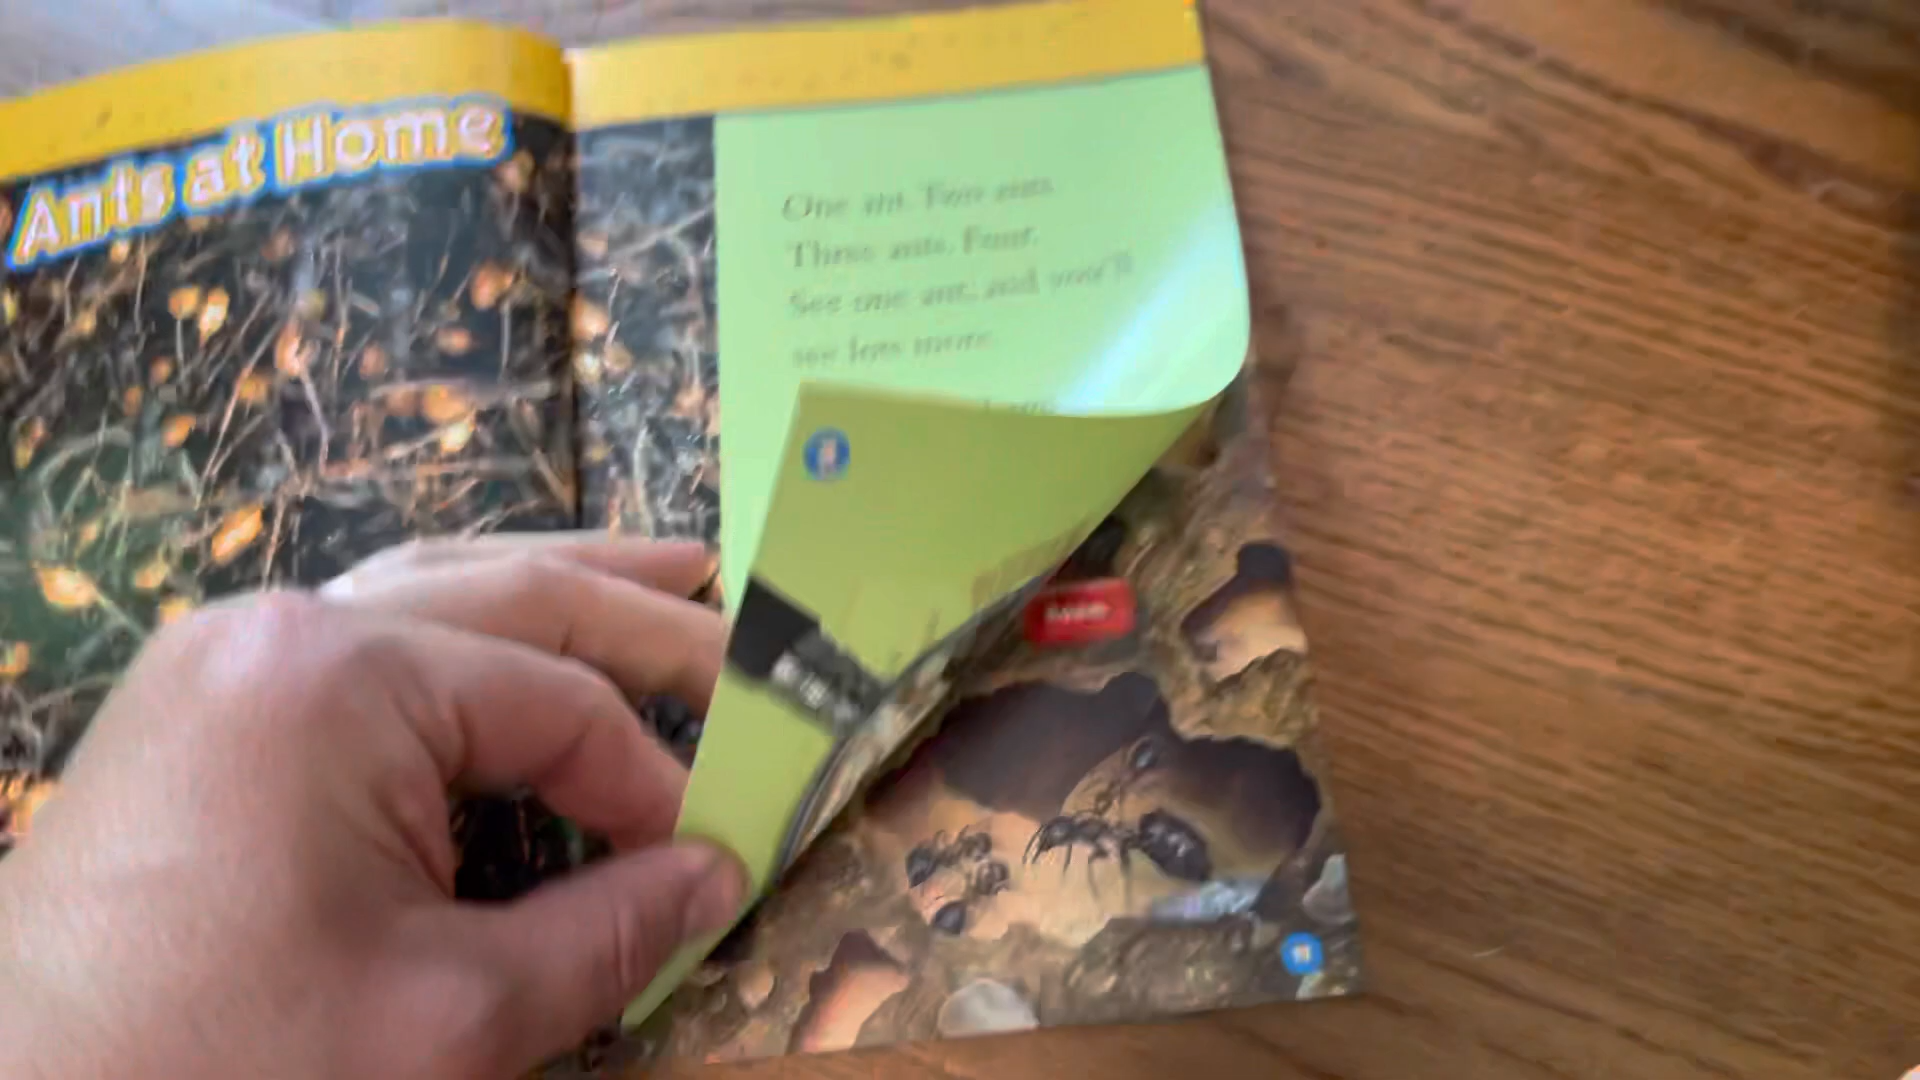 Ants at Home
One ant. Two ants.
Three ants. Four.
See one ant, and you'll
see lots more.
11